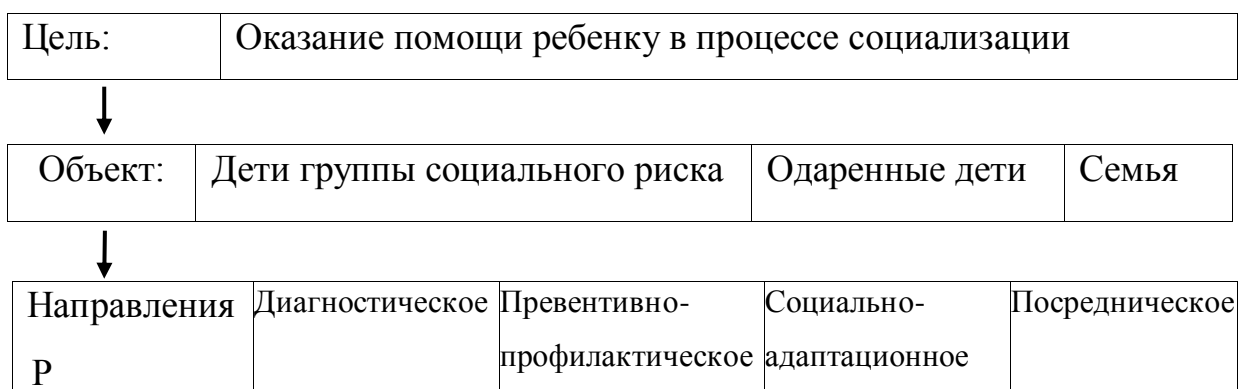 Цель: Оказание помощи ребенку в процессе социализации
Объект: Дети группы социального риска Одаренные дети Семья
Направления Диагностическое Превентивно- Социально- Посредническое
Р профилактическое адаптационное